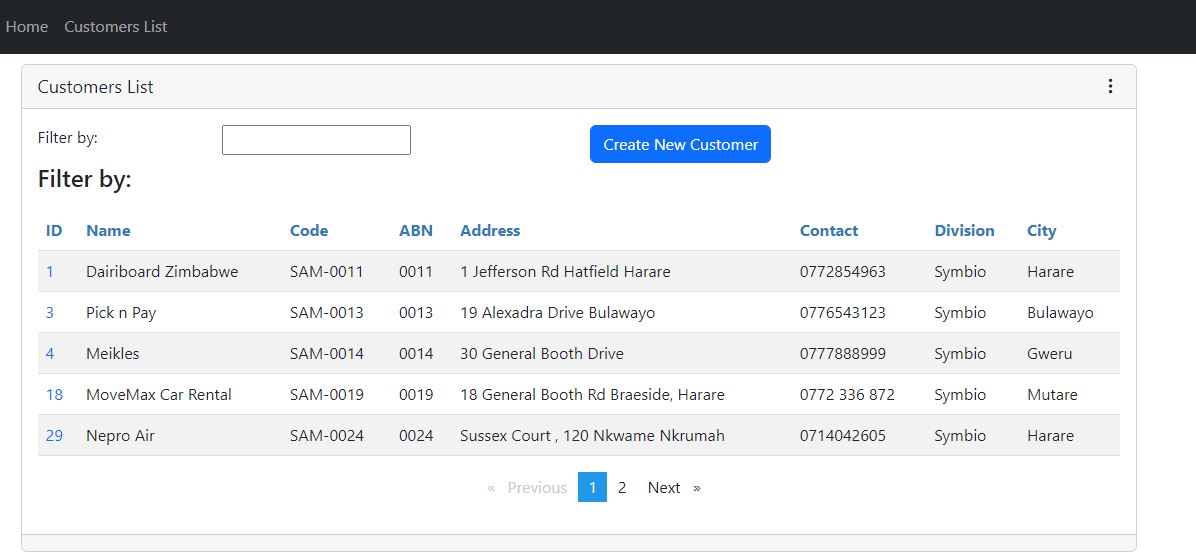 Home Customers List
Customers List
Filter by:
Create New Customer
Filter by:
ID Name Code ABN Address Contact Division City
1 Dairiboard Zimbabwe SAM-0011 0011 1 Jefferson Rd Hatfield Harare 0772854963 Symbio Harare
3 Pick n Pay SAM-0013 0013 19 Alexadra Drive Bulawayo 0776543123 Symbio Bulawayo
4 Meikles SAM-0014 0014 30 General Booth Drive 0777888999 Symbio Gweru
18 MoveMax Car Rental SAM-0019 0019 18 General Booth Rd Braeside, Harare 0772 336 872 Symbio Mutare
29 Nepro Air SAM-0024 0024 Sussex Court , 120 Nkwame Nkrumah 0714042605 Symbio Harare
« Previous 1 2 Next »